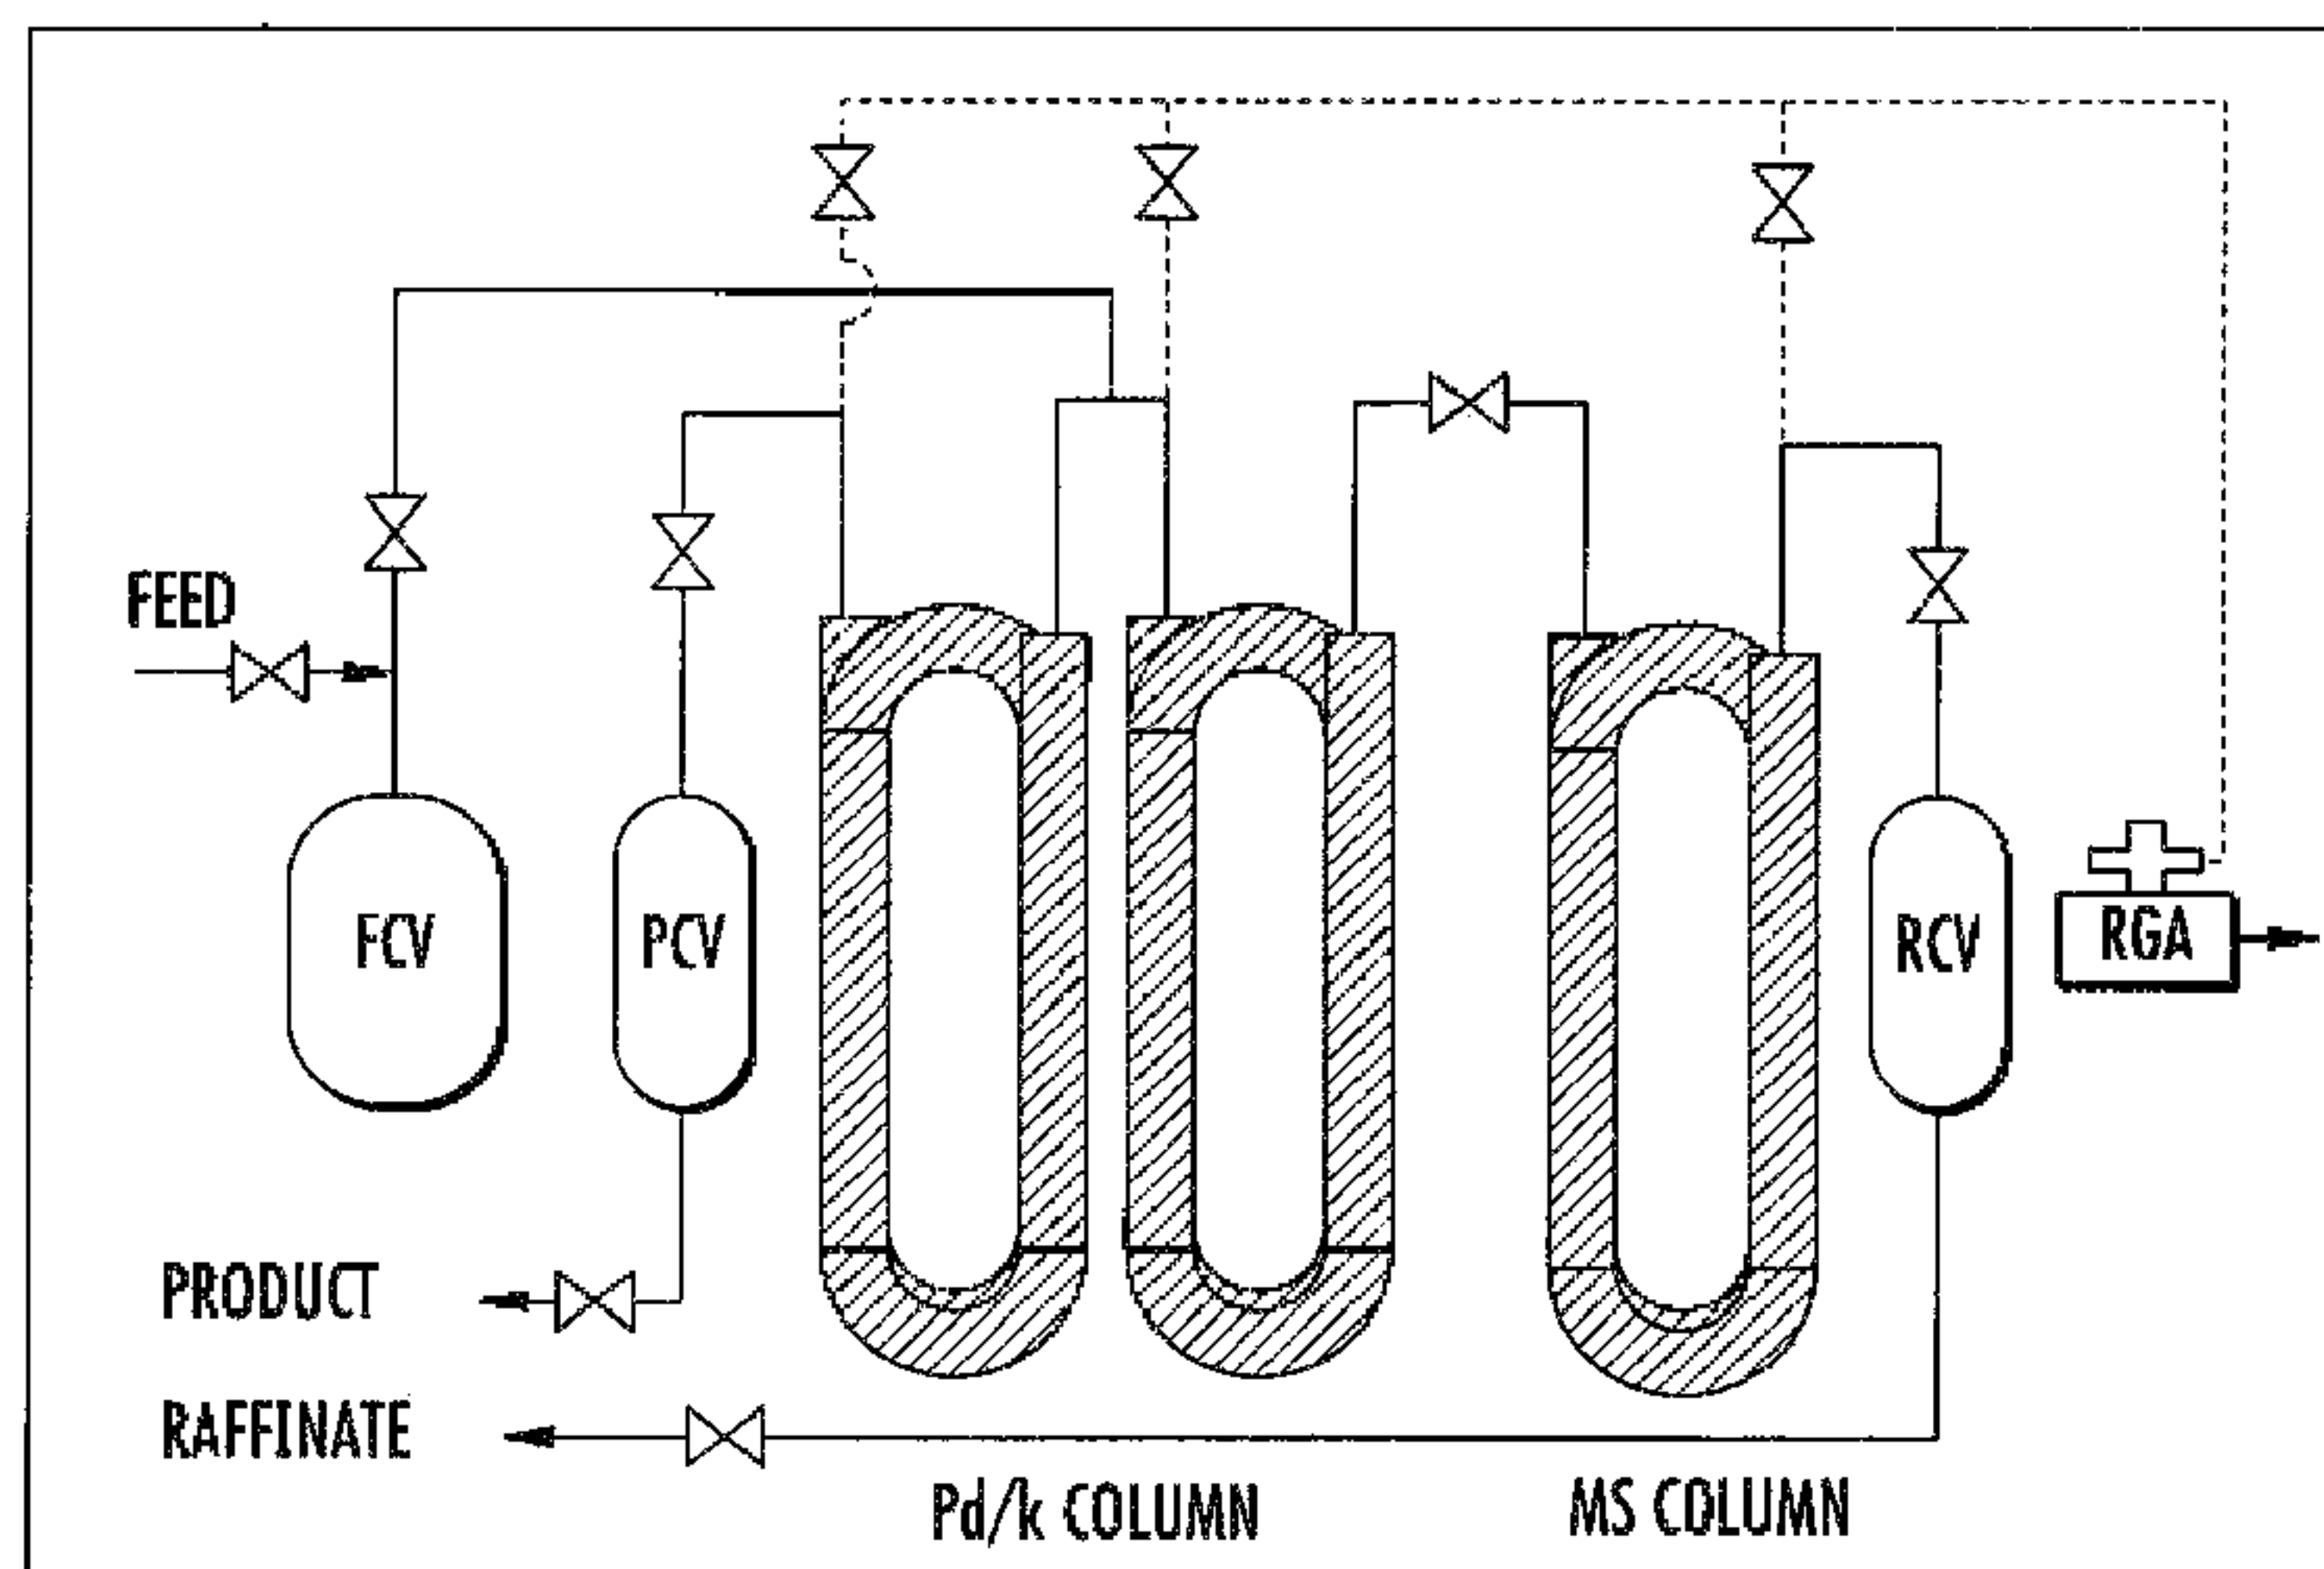 FEED
FCV
PCV
RCV
RGA
PRODUCT
RAFFINATE
Pd/k COLUMN
MS COLUMN